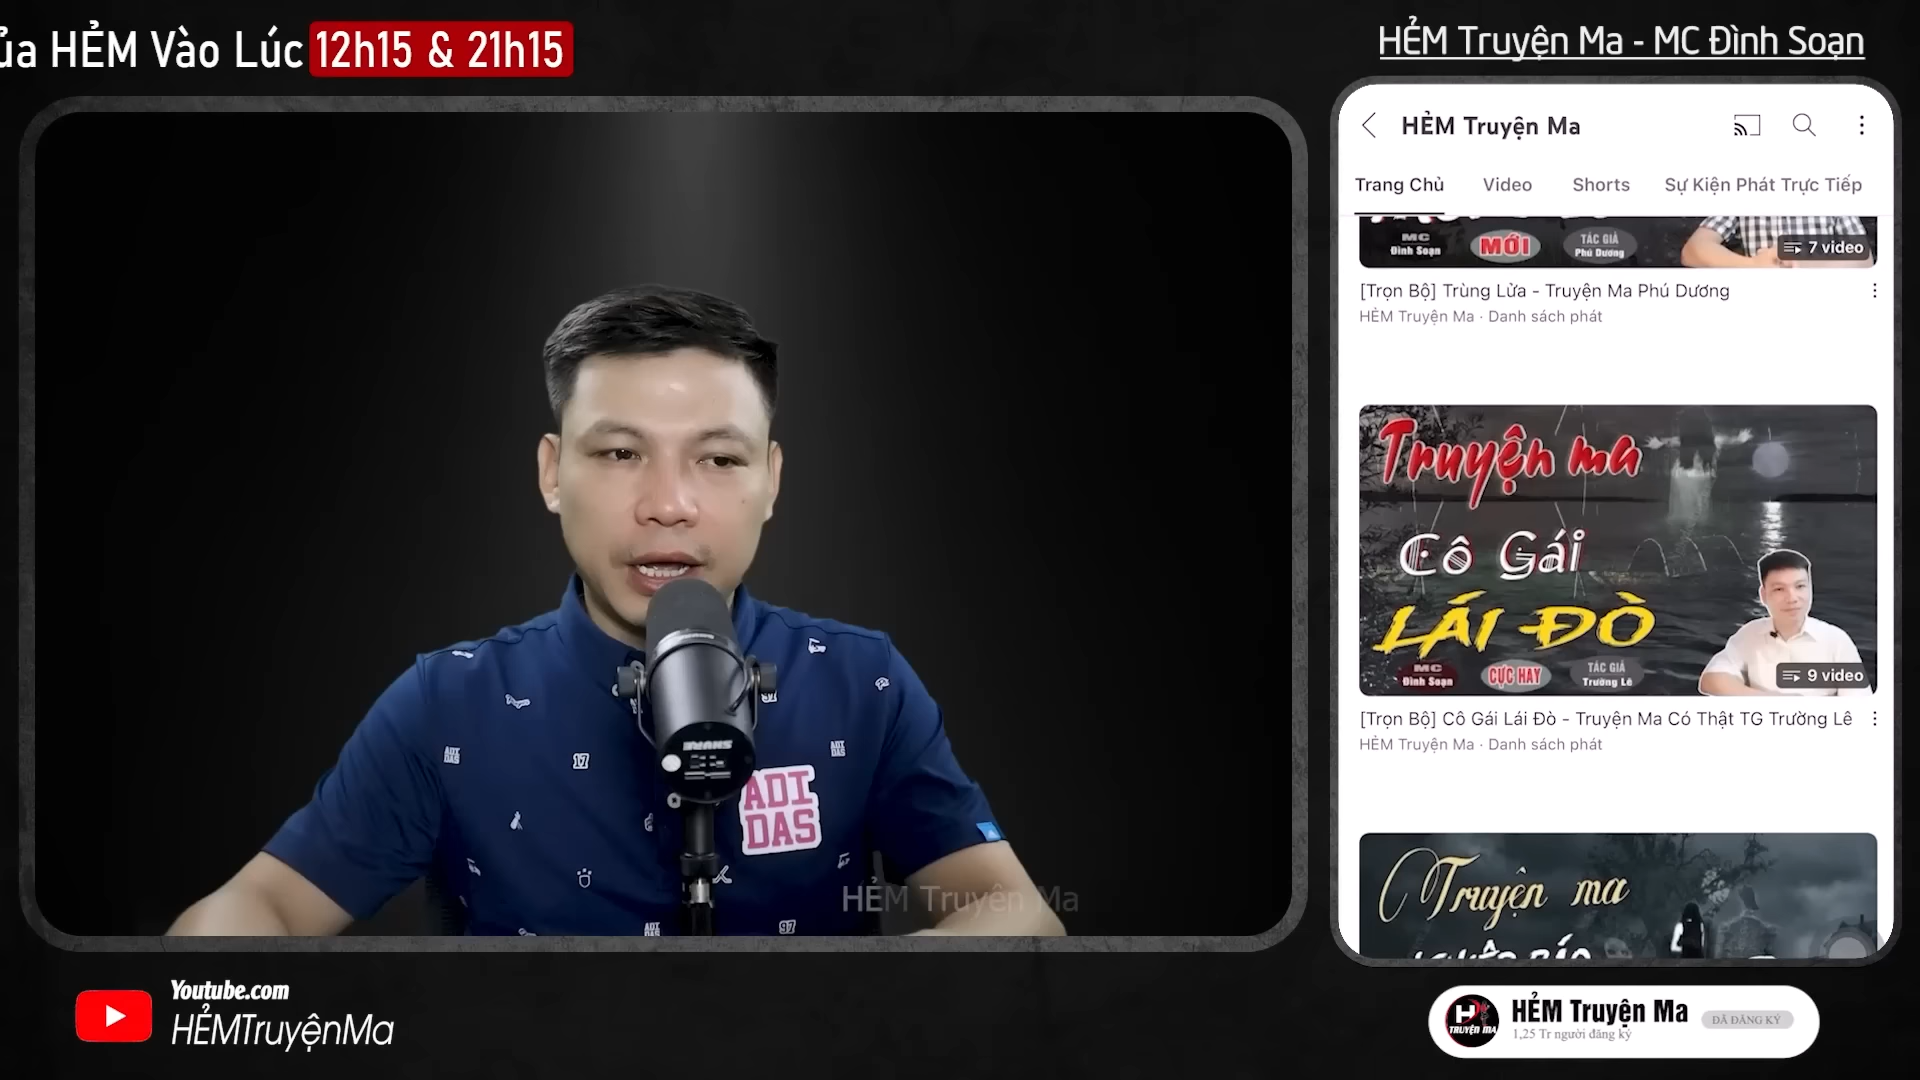 ủa HẺM Vào Lúc 12h15 & 21h15
HẺM Truyện Ma - MC Đình Soạn
HẺM Truyện Ma
Trang Chủ Video Shorts Sự Kiện Phát Trực Tiếp
MC
Đình Soạn
MỚI
TÁC GIẢ
Phú Dương
7 video
[Trọn Bộ] Trùng Lửa - Truyện Ma Phú Dương
HẺM Truyện Ma · Danh sách phát
Truyện ma
Cô Gái
LÁI ĐÒ
MC
Đình Soạn
CỰC HAY
TÁC GIẢ
Trường Lê
9 video
[Trọn Bộ] Cô Gái Lái Đò - Truyện Ma Có Thật TG Trường Lê
HẺM Truyện Ma · Danh sách phát
Truyện ma
SHURE
ADI
DAS
17
97
HẺM Truyện Ma
Youtube.com
HẺMTruyệnMa
H
TRUYỆN MA
HẺM Truyện Ma
ĐÃ ĐĂNG KÝ
1,25 Tr người đăng ký